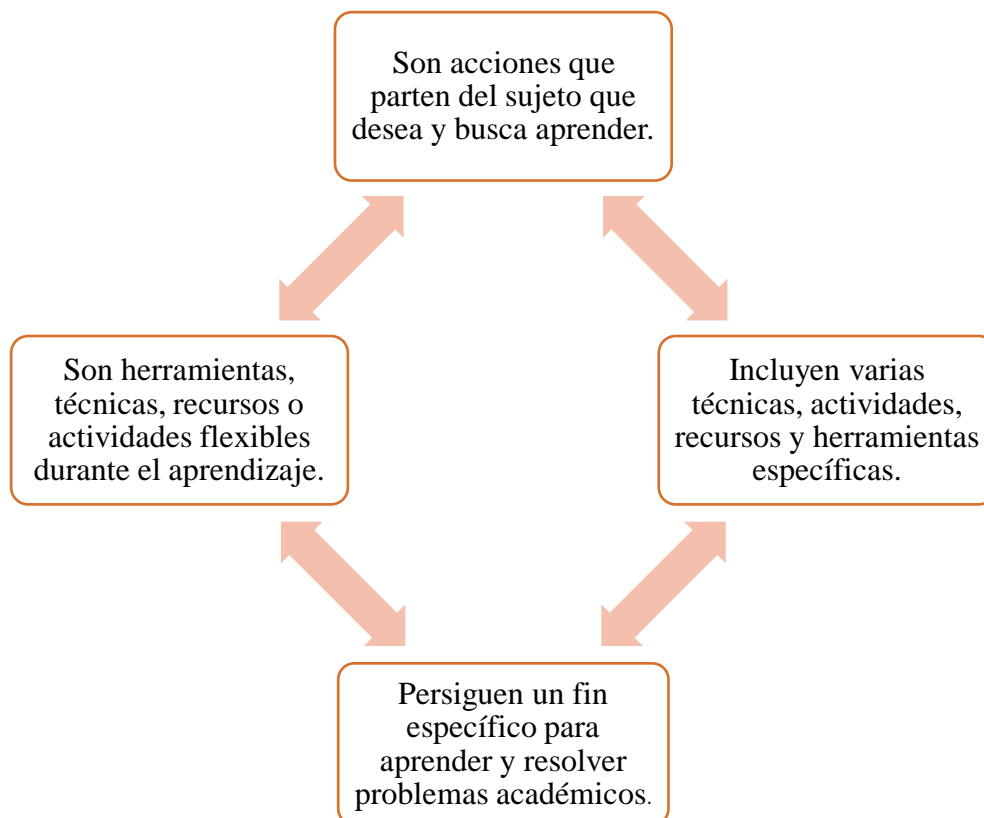 Son acciones que
parten del sujeto que
desea y busca aprender.
Son herramientas,
técnicas, recursos o
actividades flexibles
durante el aprendizaje.
Incluyen varias
técnicas, actividades,
recursos y herramientas
específicas.
Persiguen un fin
específico para
aprender y resolver
problemas académicos.